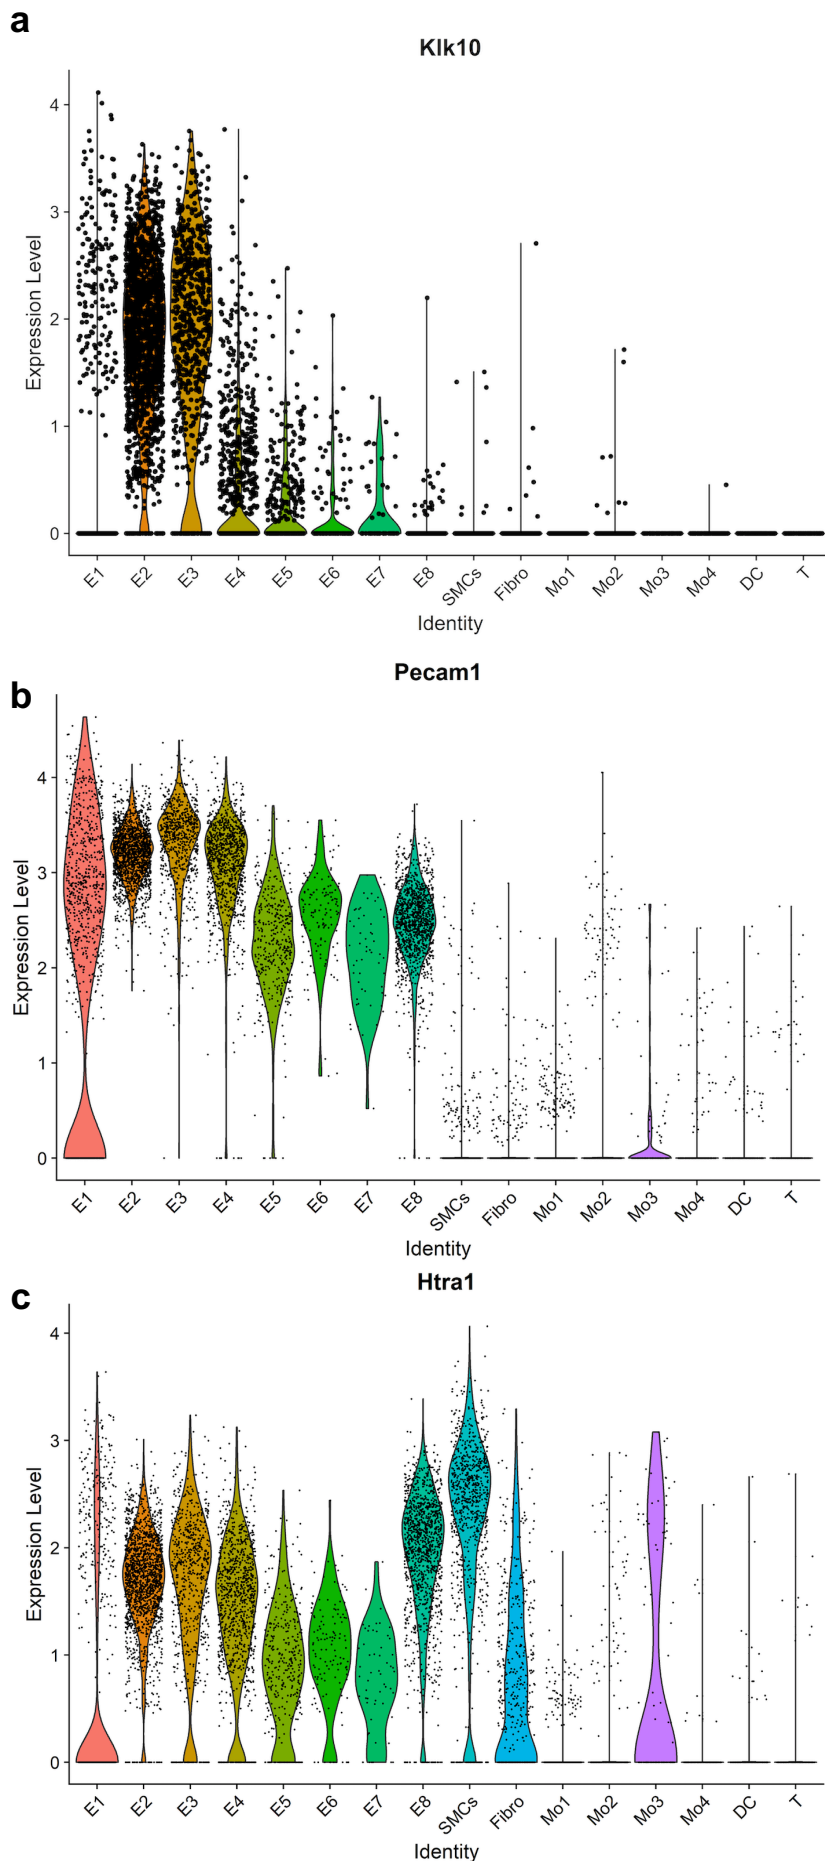 a
Klk10
Expression Level
4
3
2
1
0
E1 E2 E3 E4 E5 E6 E7 E8 SMCs Fibro Mo1 Mo2 Mo3 Mo4 DC T
Identity
b
Pecam1
Expression Level
4
3
2
1
0
E1 E2 E3 E4 E5 E6 E7 E8 SMCs Fibro Mo1 Mo2 Mo3 Mo4 DC T
Identity
c
Htra1
Expression Level
4
3
2
1
0
E1 E2 E3 E4 E5 E6 E7 E8 SMCs Fibro Mo1 Mo2 Mo3 Mo4 DC T
Identity